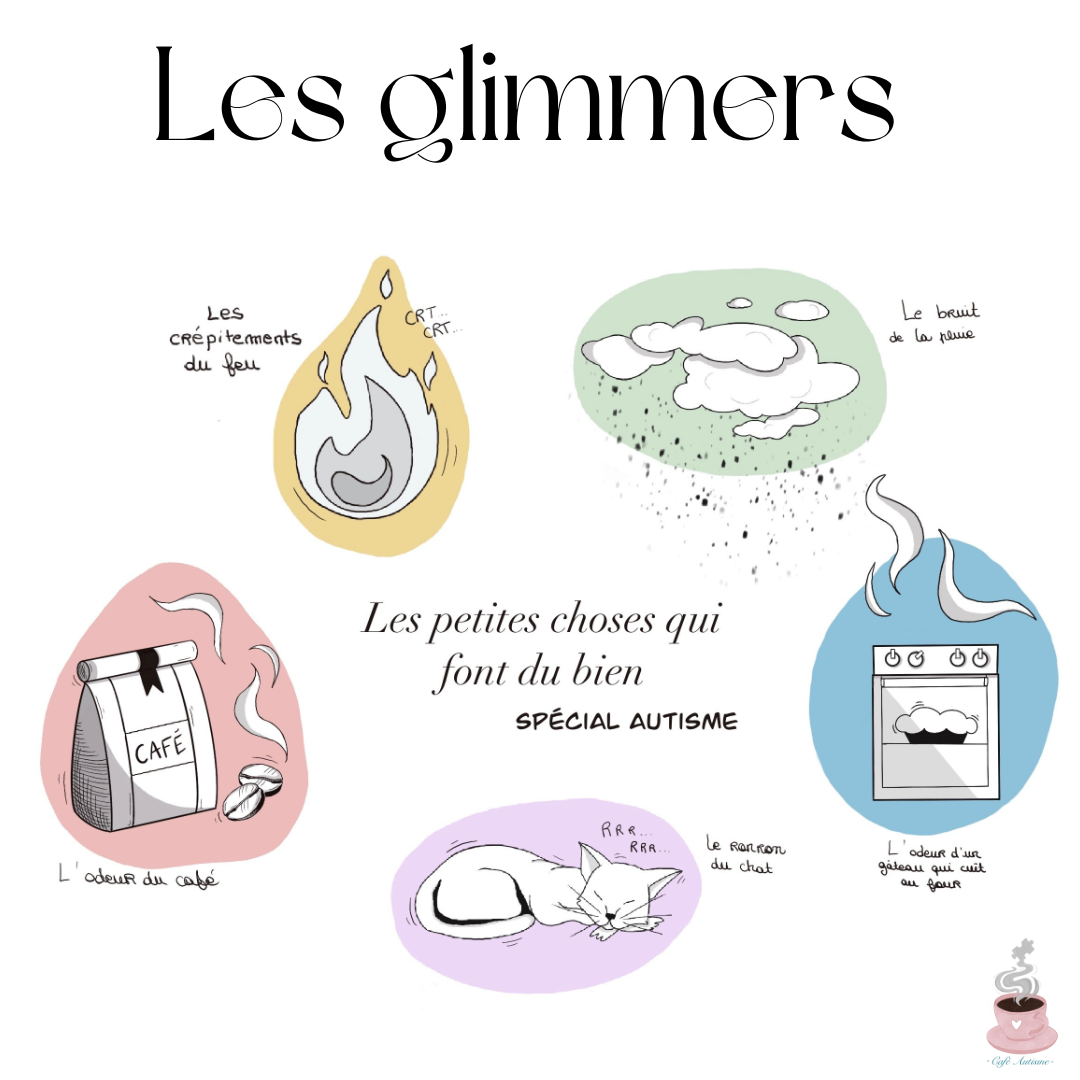 Les glimmers
Les
crépitements
du feu
CRT...
CRT...
Le bruit
de la pluie
Les petites choses qui
font du bien
SPÉCIAL AUTISME
CAFÉ
L'odeur du café
RRR...
RRR...
Le ronron
du chat
L'odeur d'un
gâteau qui cuit
au four
Café Autisme